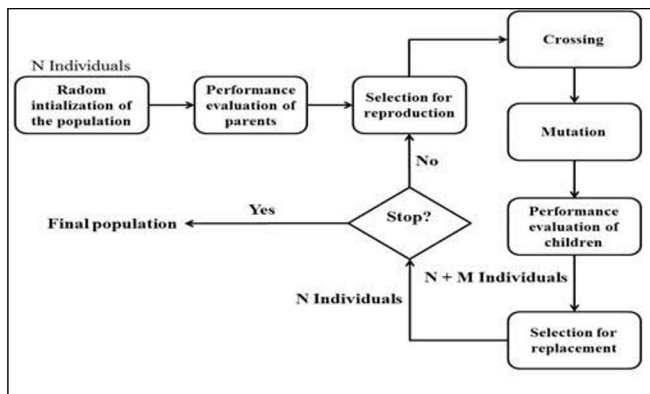 N Individuals
Radom
intialization of
the population
Performance
evaluation of
parents
Selection for
reproduction
Crossing
Mutation
Performance
evaluation of
children
N + M Individuals
Selection for
replacement
N Individuals
Stop?
No
Yes
Final population